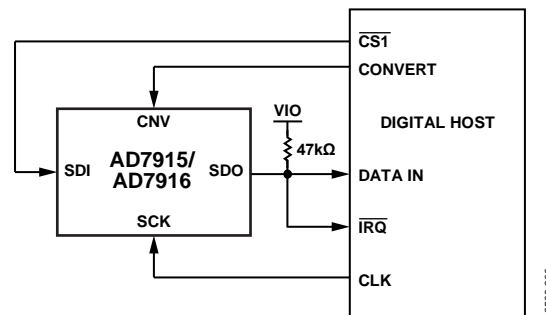 CS1
CONVERT
CNV
VIO
DIGITAL HOST
47kΩ
AD7915/
AD7916
SDI
SDO
DATA IN
SCK
IRQ
CLK